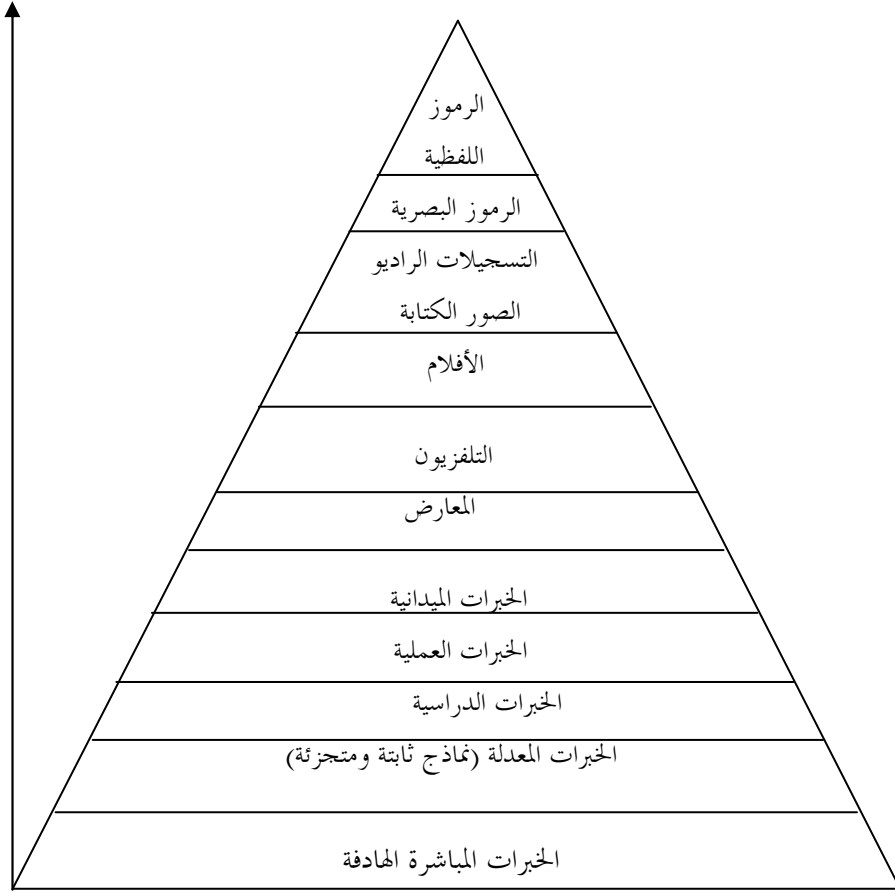 الرموز
اللفظية
الرموز البصرية
التسجيلات الراديو
الصور الكتابة
الأفلام
التلفزيون
المعارض
الخبرات الميدانية
الخبرات العملية
الخبرات الدراسية
الخبرات المعدلة (نماذج ثابتة ومتجزئة)
الخبرات المباشرة الهادفة